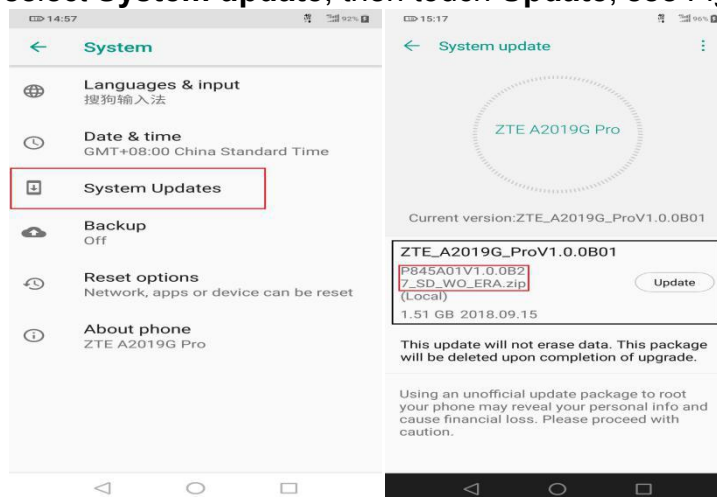 select System update, then touch Update, see Fig
14:57
92%
System
Languages & input
搜狗输入法
Date & time
GMT+08:00 China Standard Time
System Updates
Backup
Off
Reset options
Network, apps or device can be reset
About phone
ZTE A2019G Pro
15:17
96%
System update
ZTE A2019G Pro
Current version:ZTE_A2019G_ProV1.0.0B01
ZTE_A2019G_ProV1.0.0B01
P845A01V1.0.0B2
7_SD_WO_ERA.zip
(Local)
Update
1.51 GB 2018.09.15
This update will not erase data. This package
will be deleted upon completion of upgrade.
Using an unofficial update package to root
your phone may reveal your personal info and
cause financial loss. Please proceed with
caution.